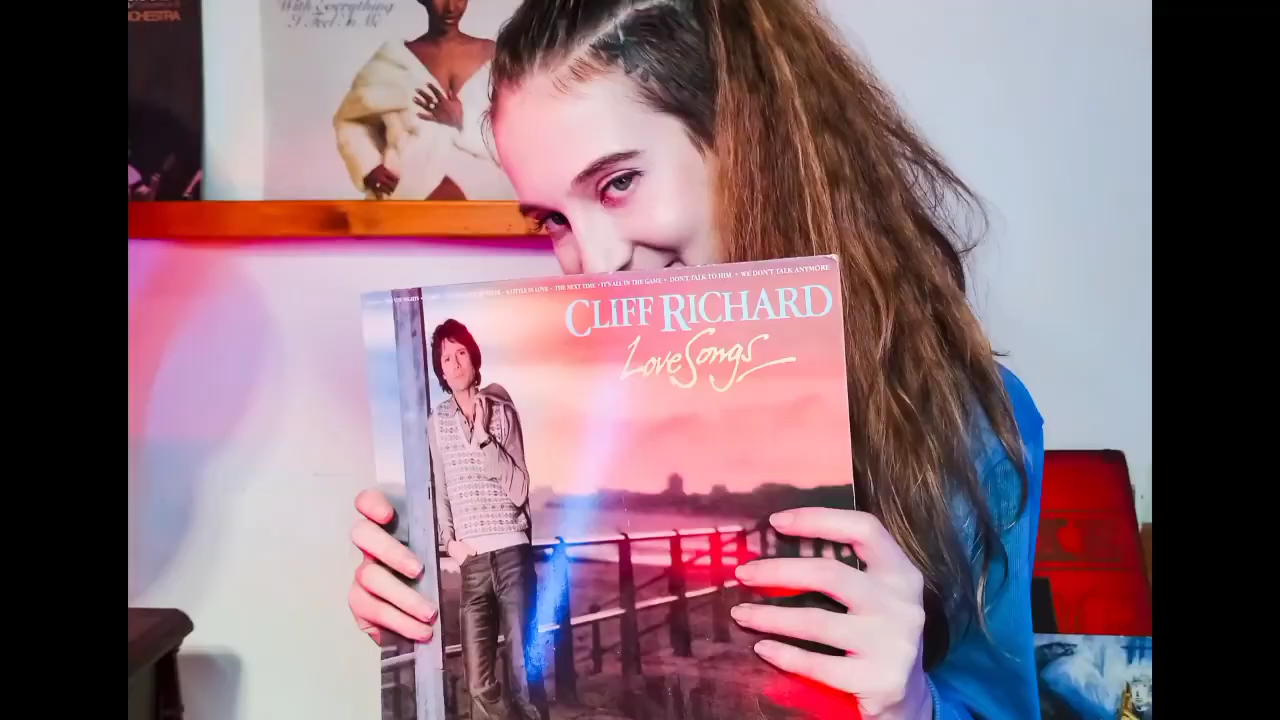 CHESTRA
With Everything
I Feel In Me
A LITTLE IN LOVE • THE NEXT TIME • IT'S ALL IN THE GAME • DON'T TALK TO HIM • WE DON'T TALK ANYMORE
CLIFF RICHARD
Love Songs